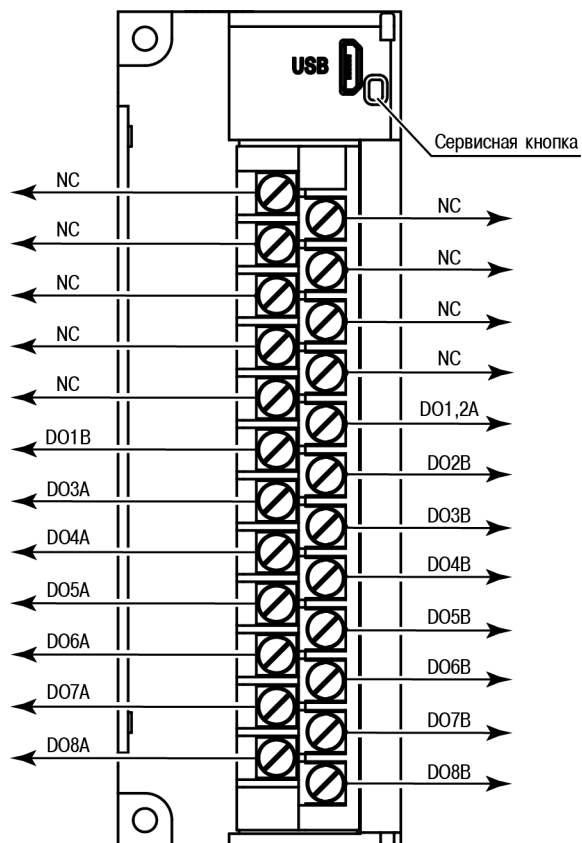 USB
Сервисная кнопка
NC
NC
NC
NC
NC
NC
NC
NC
NC
DO1,2A
DO1B
DO2B
DO3A
DO3B
DO4A
DO4B
DO5A
DO5B
DO6A
DO6B
DO7A
DO7B
DO8A
DO8B